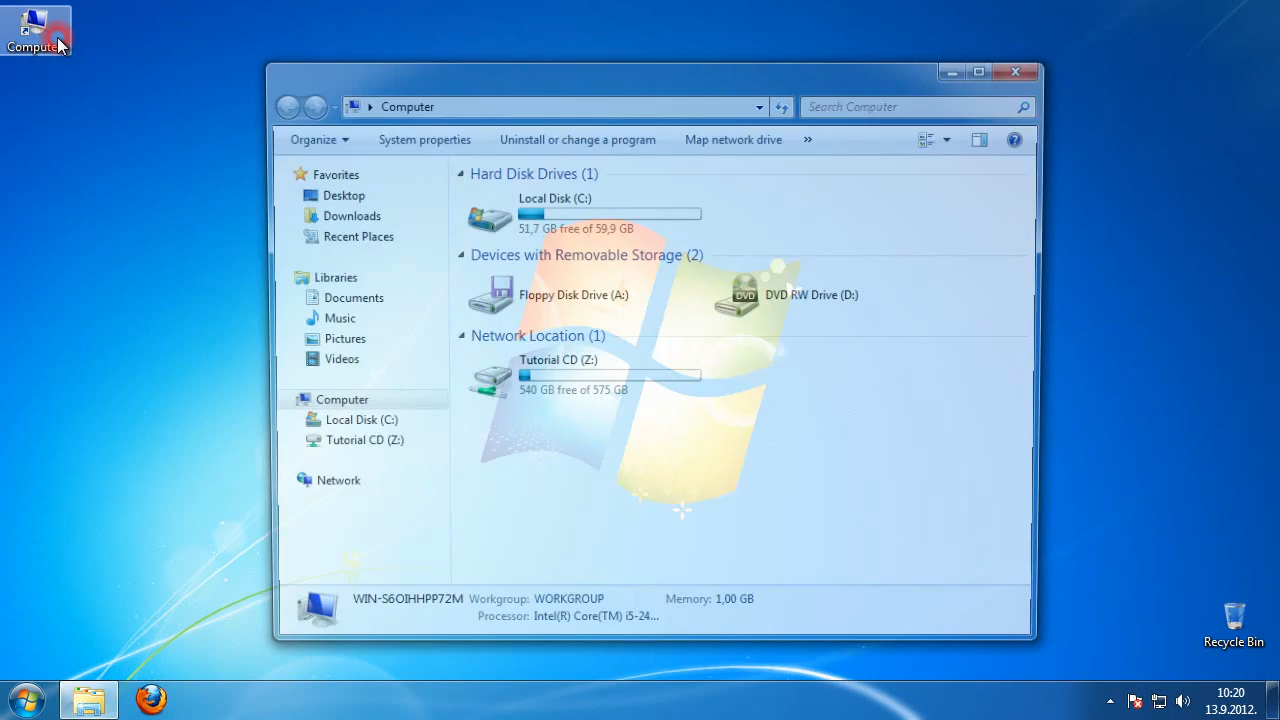 Computer
Computer
Search Computer
Organize
System properties
Uninstall or change a program
Map network drive
»
Favorites
Desktop
Downloads
Recent Places
Libraries
Documents
Music
Pictures
Videos
Computer
Local Disk (C:)
Tutorial CD (Z:)
Network
Hard Disk Drives (1)
Local Disk (C:)
51,7 GB free of 59,9 GB
Devices with Removable Storage (2)
Floppy Disk Drive (A:)
DVD
DVD RW Drive (D:)
Network Location (1)
Tutorial CD (Z:)
540 GB free of 575 GB
WIN-S6OIHHPP72M Workgroup: WORKGROUP Memory: 1,00 GB
Processor: Intel(R) Core(TM) i5-24...
Recycle Bin
10:20
13.9.2012.